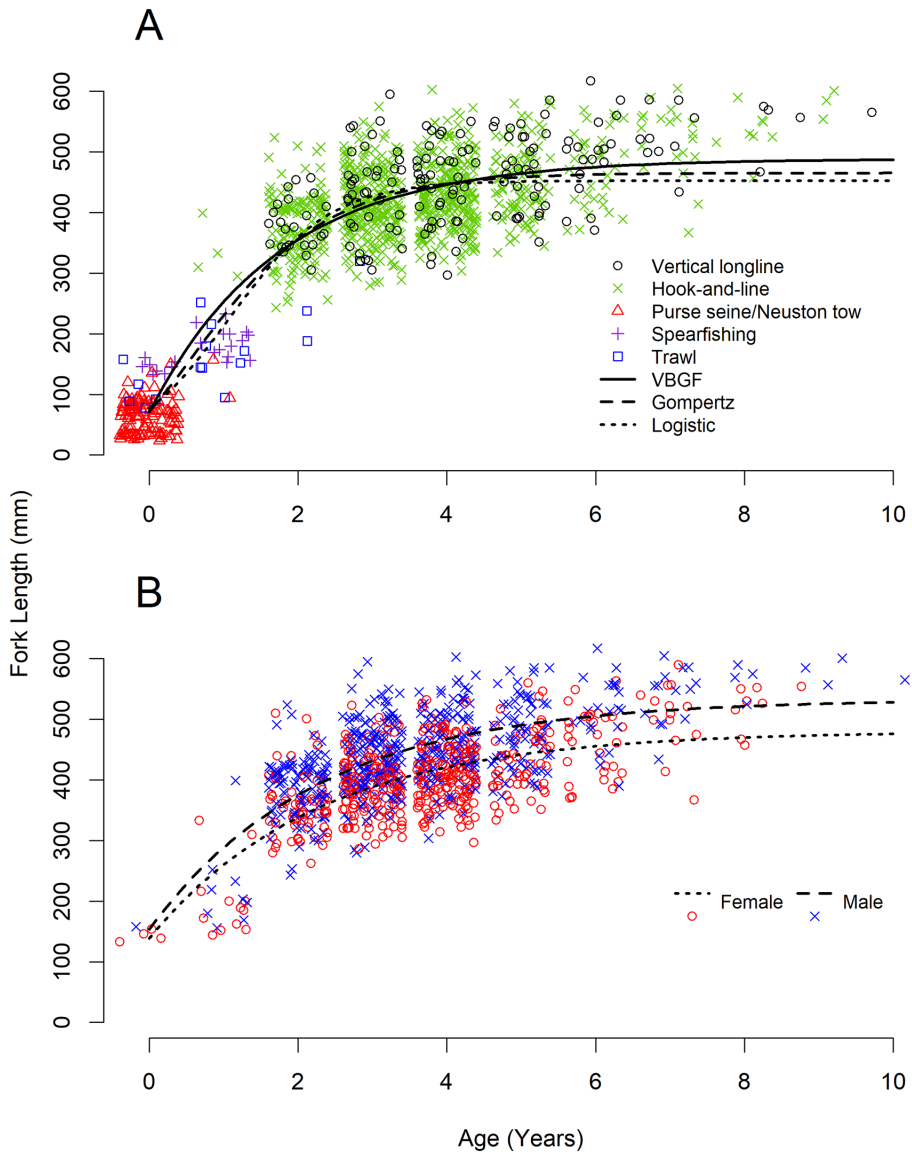 A
600
500
400
300
200
100
0
Vertical longline
Hook-and-line
Purse seine/Neuston tow
Spearfishing
Trawl
VBGF
Gompertz
Logistic
0 2 4 6 8 10
Fork Length (mm)
B
600
500
400
300
200
100
0
Female Male
0 2 4 6 8 10
Age (Years)